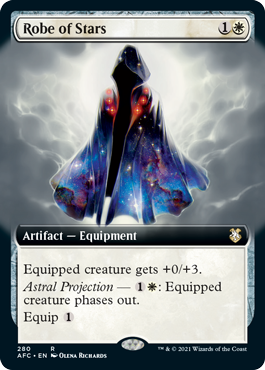 Robe of Stars 1
Artifact — Equipment
Equipped creature gets +0/+3.
Astral Projection — 1 : Equipped
creature phases out.
Equip 1
280 R
AFC • EN Olena Richards ™ & © 2021 Wizards of the Coast